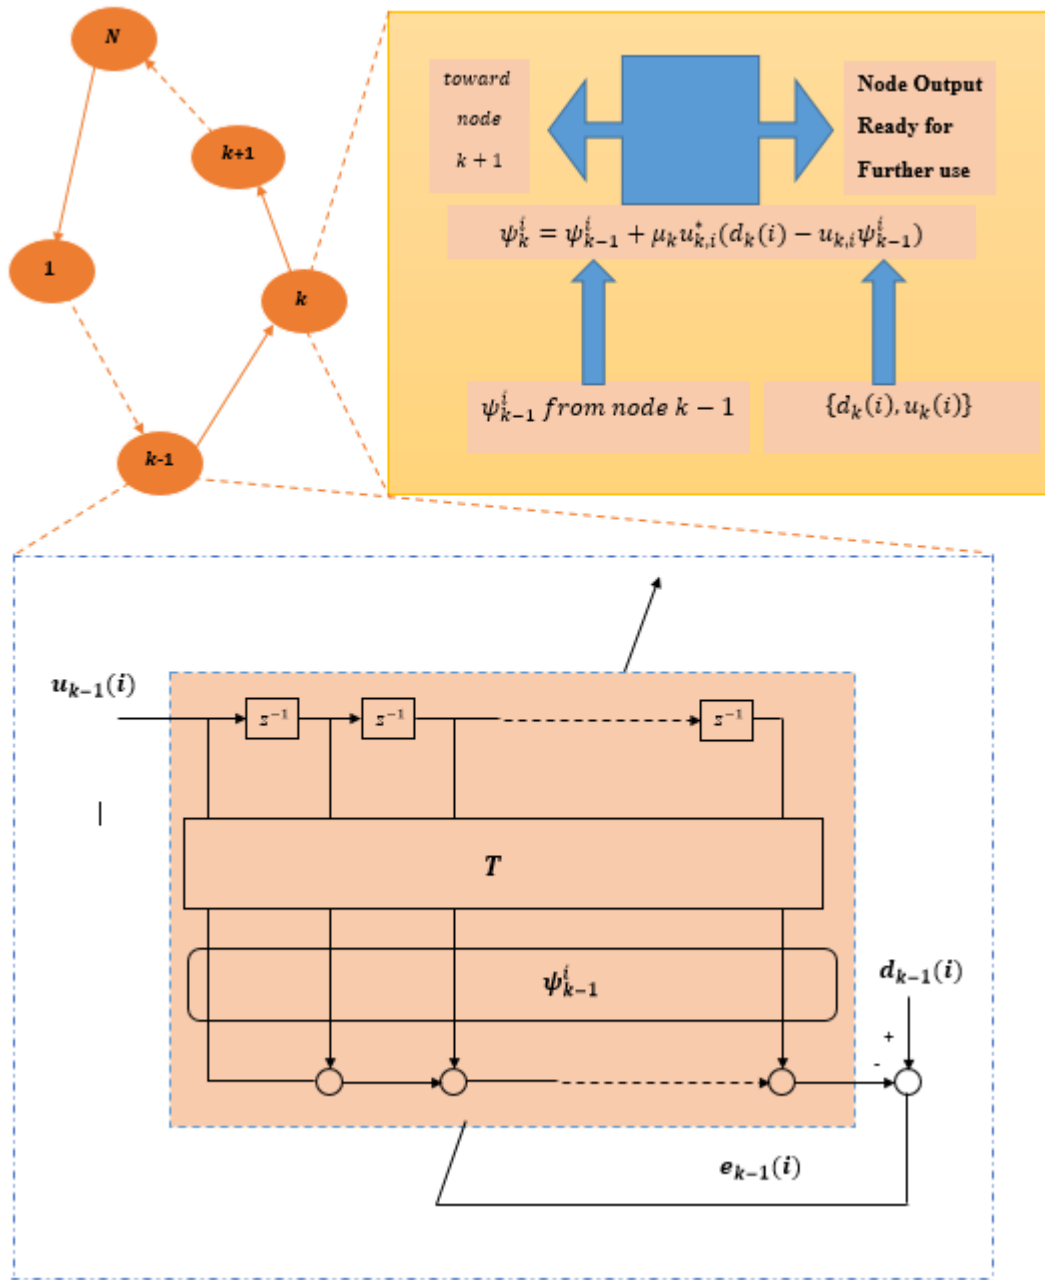 N
k+1
1
k
k-1
toward
node
k + 1
Node Output
Ready for
Further use
ψ_k^i = ψ_{k-1}^i + μ_k u_{k,i}^*(d_k(i) − u_{k,i}ψ_{k-1}^i)
ψ_{k-1}^i from node k − 1
{d_k(i), u_k(i)}
u_{k-1}(i)
z^{-1}
z^{-1}
z^{-1}
T
ψ_{k-1}^i
d_{k-1}(i)
+
-
e_{k-1}(i)